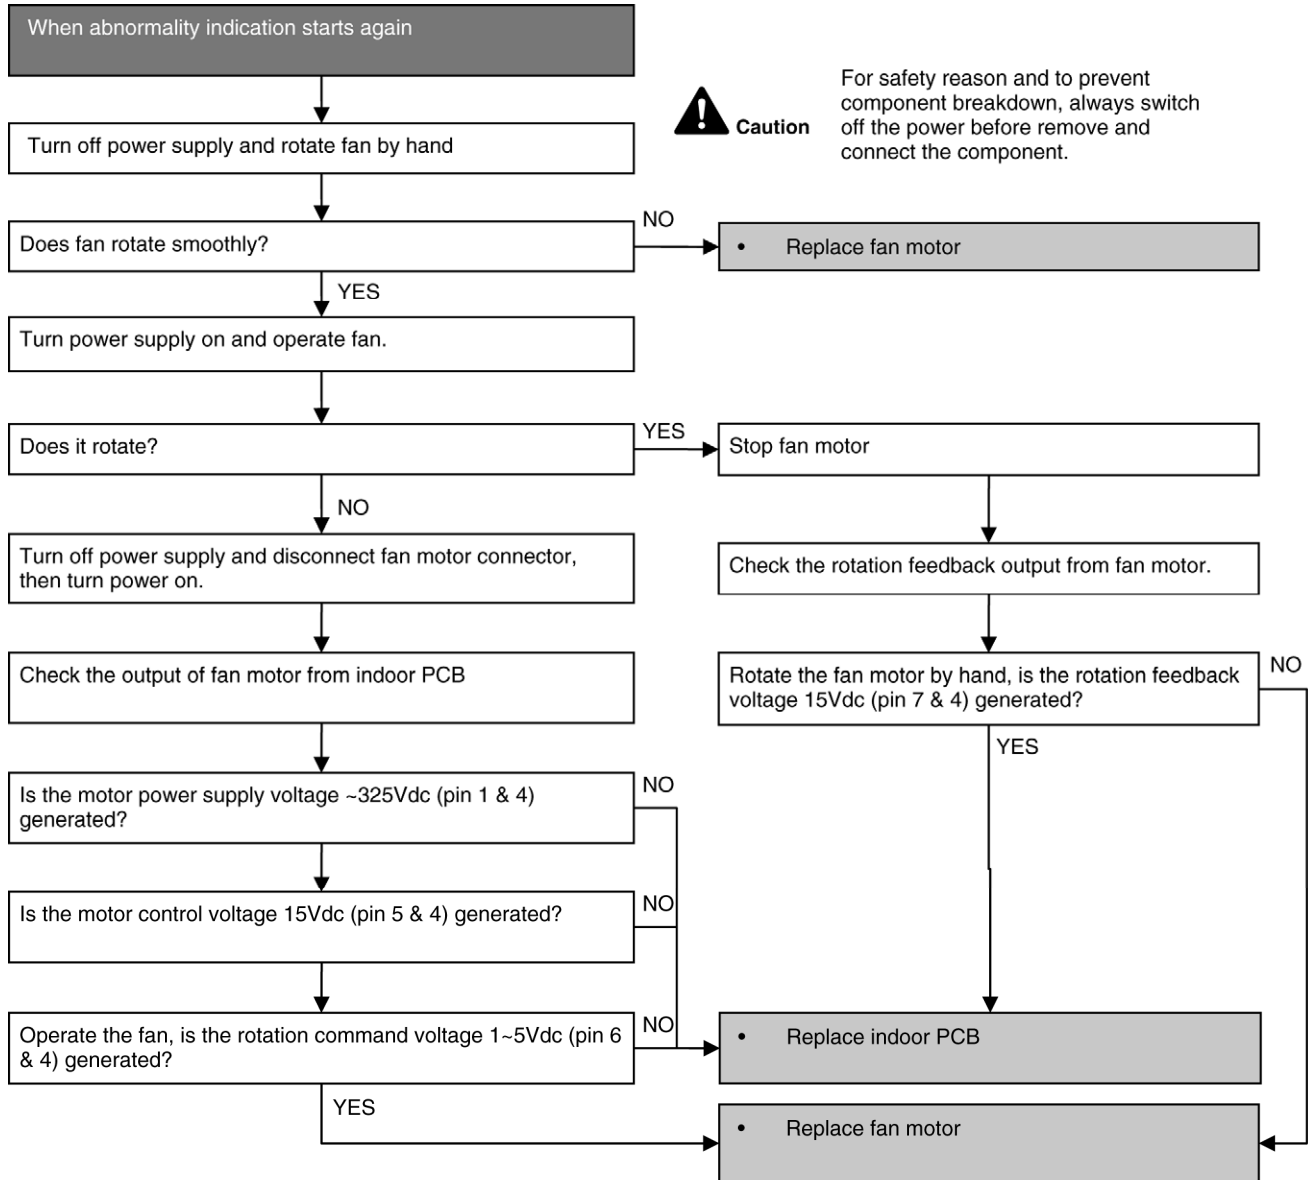 When abnormality indication starts again
For safety reason and to prevent
component breakdown, always switch
off the power before remove and
connect the component.
Caution
Turn off power supply and rotate fan by hand
Does fan rotate smoothly?
NO
• Replace fan motor
YES
Turn power supply on and operate fan.
Does it rotate?
YES
Stop fan motor
NO
Turn off power supply and disconnect fan motor connector,
then turn power on.
Check the rotation feedback output from fan motor.
Check the output of fan motor from indoor PCB
Rotate the fan motor by hand, is the rotation feedback
voltage 15Vdc (pin 7 & 4) generated?
NO
YES
Is the motor power supply voltage ~325Vdc (pin 1 & 4)
generated?
NO
Is the motor control voltage 15Vdc (pin 5 & 4) generated?
NO
Operate the fan, is the rotation command voltage 1~5Vdc (pin 6
& 4) generated?
NO
• Replace indoor PCB
YES
• Replace fan motor